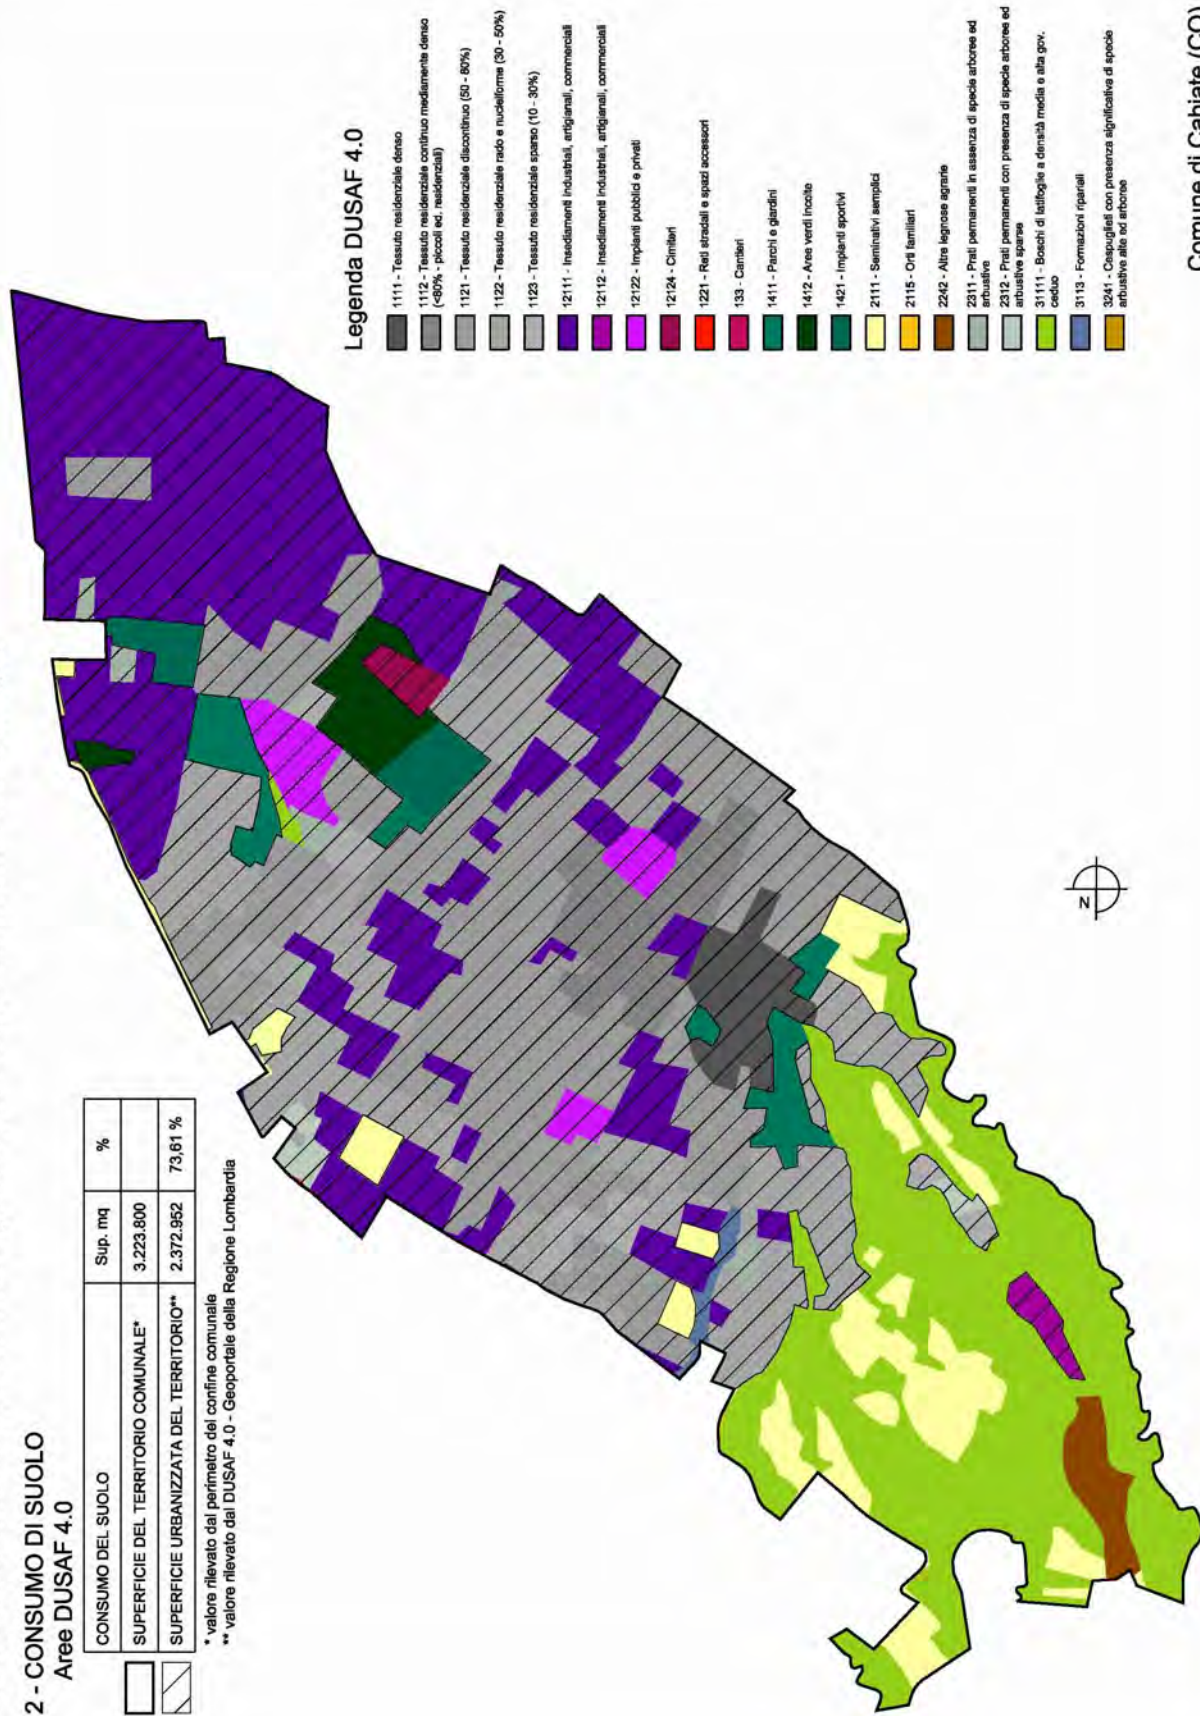 2 - CONSUMO DI SUOLO
Aree DUSAF 4.0
CONSUMO DEL SUOLO Sup. mq %
SUPERFICIE DEL TERRITORIO COMUNALE* 3.223.800
SUPERFICIE URBANIZZATA DEL TERRITORIO** 2.372.952 73,61 %
* valore rilevato dal perimetro del confine comunale
** valore rilevato dal DUSAF 4.0 - Geoportale della Regione Lombardia
Legenda DUSAF 4.0
1111 - Tessuto residenziale denso
1112 - Tessuto residenziale continuo mediamente denso
(<80% - piccoli ed. residenziali)
1121 - Tessuto residenziale discontinuo (50 - 80%)
1122 - Tessuto residenziale rado e nucleiforme (30 - 50%)
1123 - Tessuto residenziale sparso (10 - 30%)
12111 - Insediamenti industriali, artigianali, commerciali
12112 - Insediamenti industriali, artigianali, commerciali
12122 - Impianti pubblici e privati
12124 - Cimiteri
1221 - Reti stradali e spazi accessori
133 - Cantieri
1411 - Parchi e giardini
1412 - Aree verdi incolte
1421 - Impianti sportivi
2111 - Seminativi semplici
2115 - Orti familiari
2242 - Altre legnose agrarie
2311 - Prati permanenti in assenza di specie arboree ed
arbustive
2312 - Prati permanenti con presenza di specie arboree ed
arbustive sparse
31111 - Boschi di latifoglie a densità media e alta gov.
ceduo
3113 - Formazioni ripariali
3241 - Cespuglieti con presenza significativa di specie
arbustive alte ed arboree
N
Comune di Cabiate (CO)